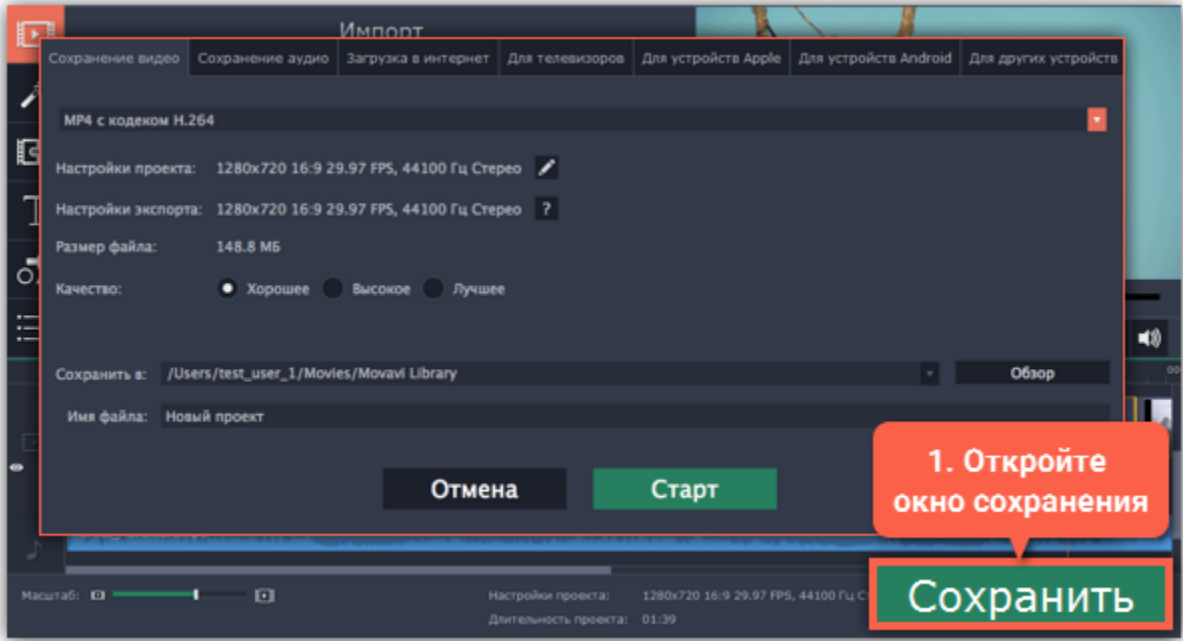 Импорт
Сохранение видео Сохранение аудио Загрузка в интернет Для телевизоров Для устройств Apple Для устройств Android Для других устройств
MP4 с кодеком H.264
Настройки проекта: 1280x720 16:9 29.97 FPS, 44100 Гц Стерео
Настройки экспорта: 1280x720 16:9 29.97 FPS, 44100 Гц Стерео ?
Размер файла: 148.8 МБ
Качество: Хорошее Высокое Лучшее
Сохранить в: /Users/test_user_1/Movies/Movavi Library Обзор
Имя файла: Новый проект
Отмена Старт
1. Откройте
окно сохранения
Масштаб:
Настройки проекта: 1280x720 16:9 29.97 FPS, 44100 Гц
Длительность проекта: 01:39
Сохранить